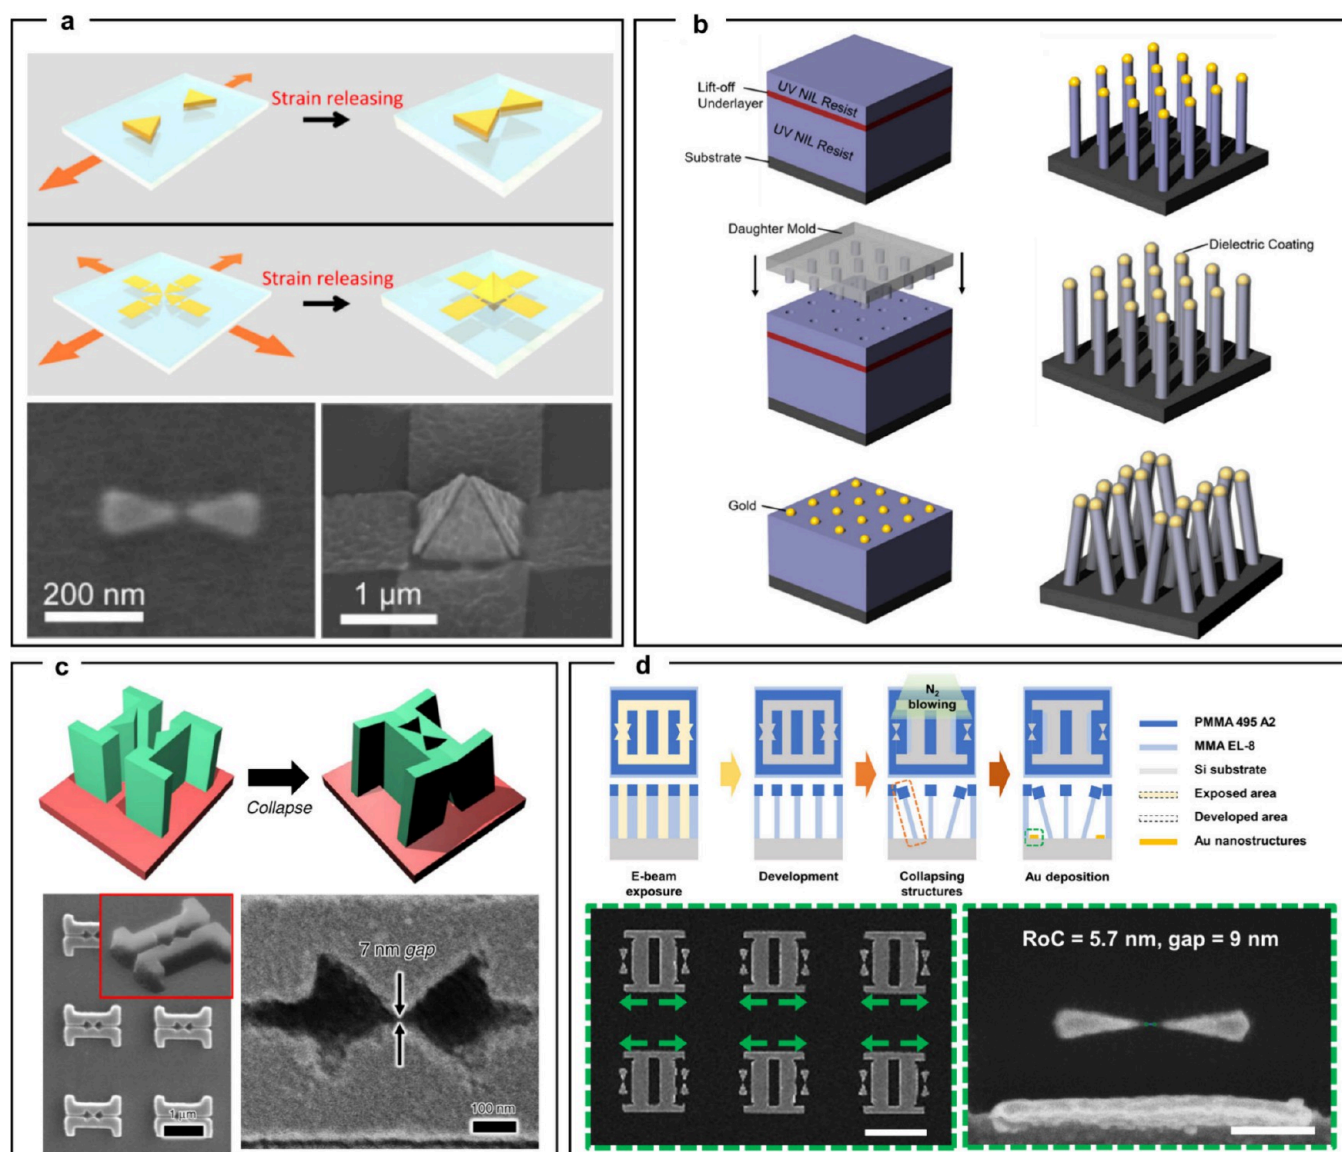 a
Strain releasing
Strain releasing
200 nm
1 μm
b
Lift-off
Underlayer
UV NIL Resist
UV NIL Resist
Substrate
Daughter Mold
Gold
Dielectric Coating
c
Collapse
1 μm
7 nm gap
100 nm
d
N2
blowing
E-beam
exposure
Development
Collapsing
structures
Au deposition
PMMA 495 A2
MMA EL-8
Si substrate
Exposed area
Developed area
Au nanostructures
RoC = 5.7 nm, gap = 9 nm